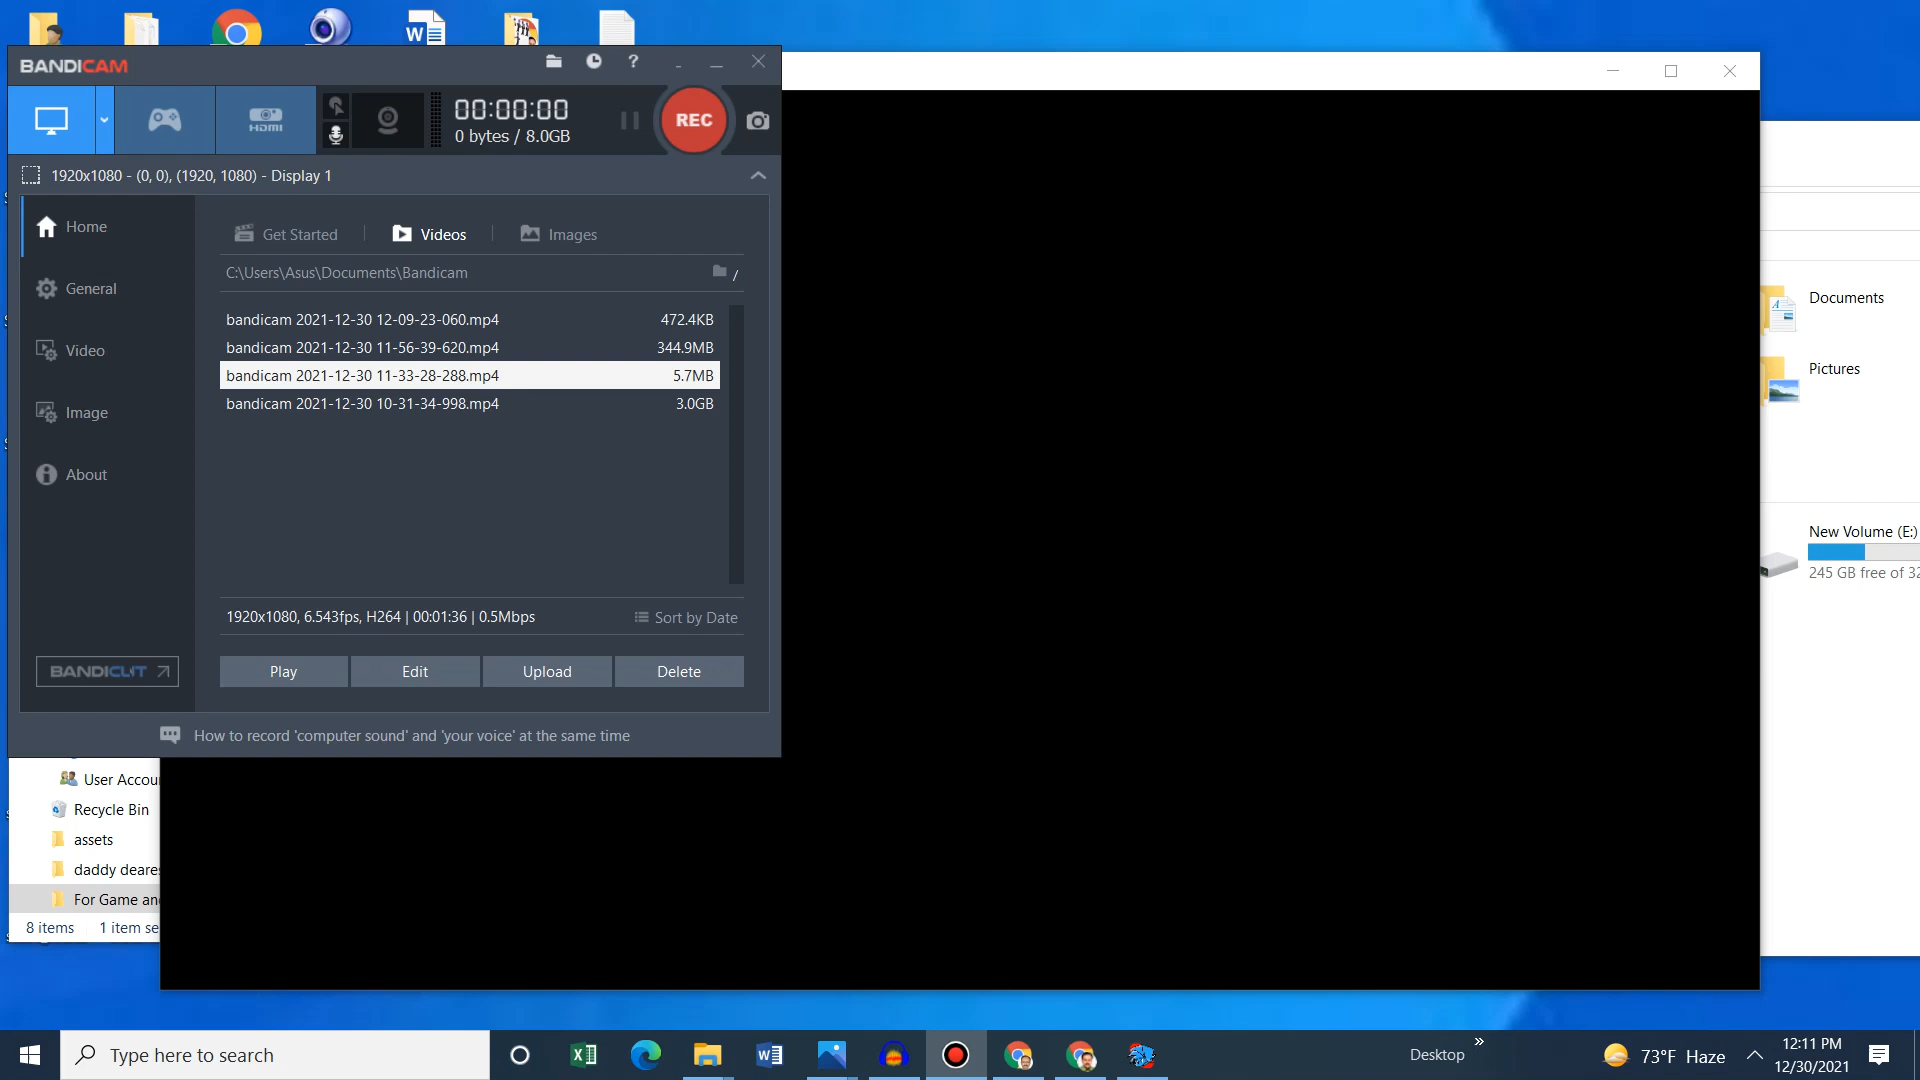 BANDICAM
?
HDMI
00:00:00
0 bytes / 8.0GB
REC
1920x1080 - (0, 0), (1920, 1080) - Display 1
Home
General
Video
Image
About
BANDICUT
Get Started
Videos
Images
C:\Users\Asus\Documents\Bandicam
/
bandicam 2021-12-30 12-09-23-060.mp4 472.4KB
bandicam 2021-12-30 11-56-39-620.mp4 344.9MB
bandicam 2021-12-30 11-33-28-288.mp4 5.7MB
bandicam 2021-12-30 10-31-34-998.mp4 3.0GB
1920x1080, 6.543fps, H264 | 00:01:36 | 0.5Mbps
Sort by Date
Play Edit Upload Delete
How to record 'computer sound' and 'your voice' at the same time
Documents
Pictures
New Volume (E:)
245 GB free of 32
User Accou
Recycle Bin
assets
daddy deares
For Game an
8 items 1 item se
Type here to search
Desktop
»
73°F Haze
12:11 PM
12/30/2021